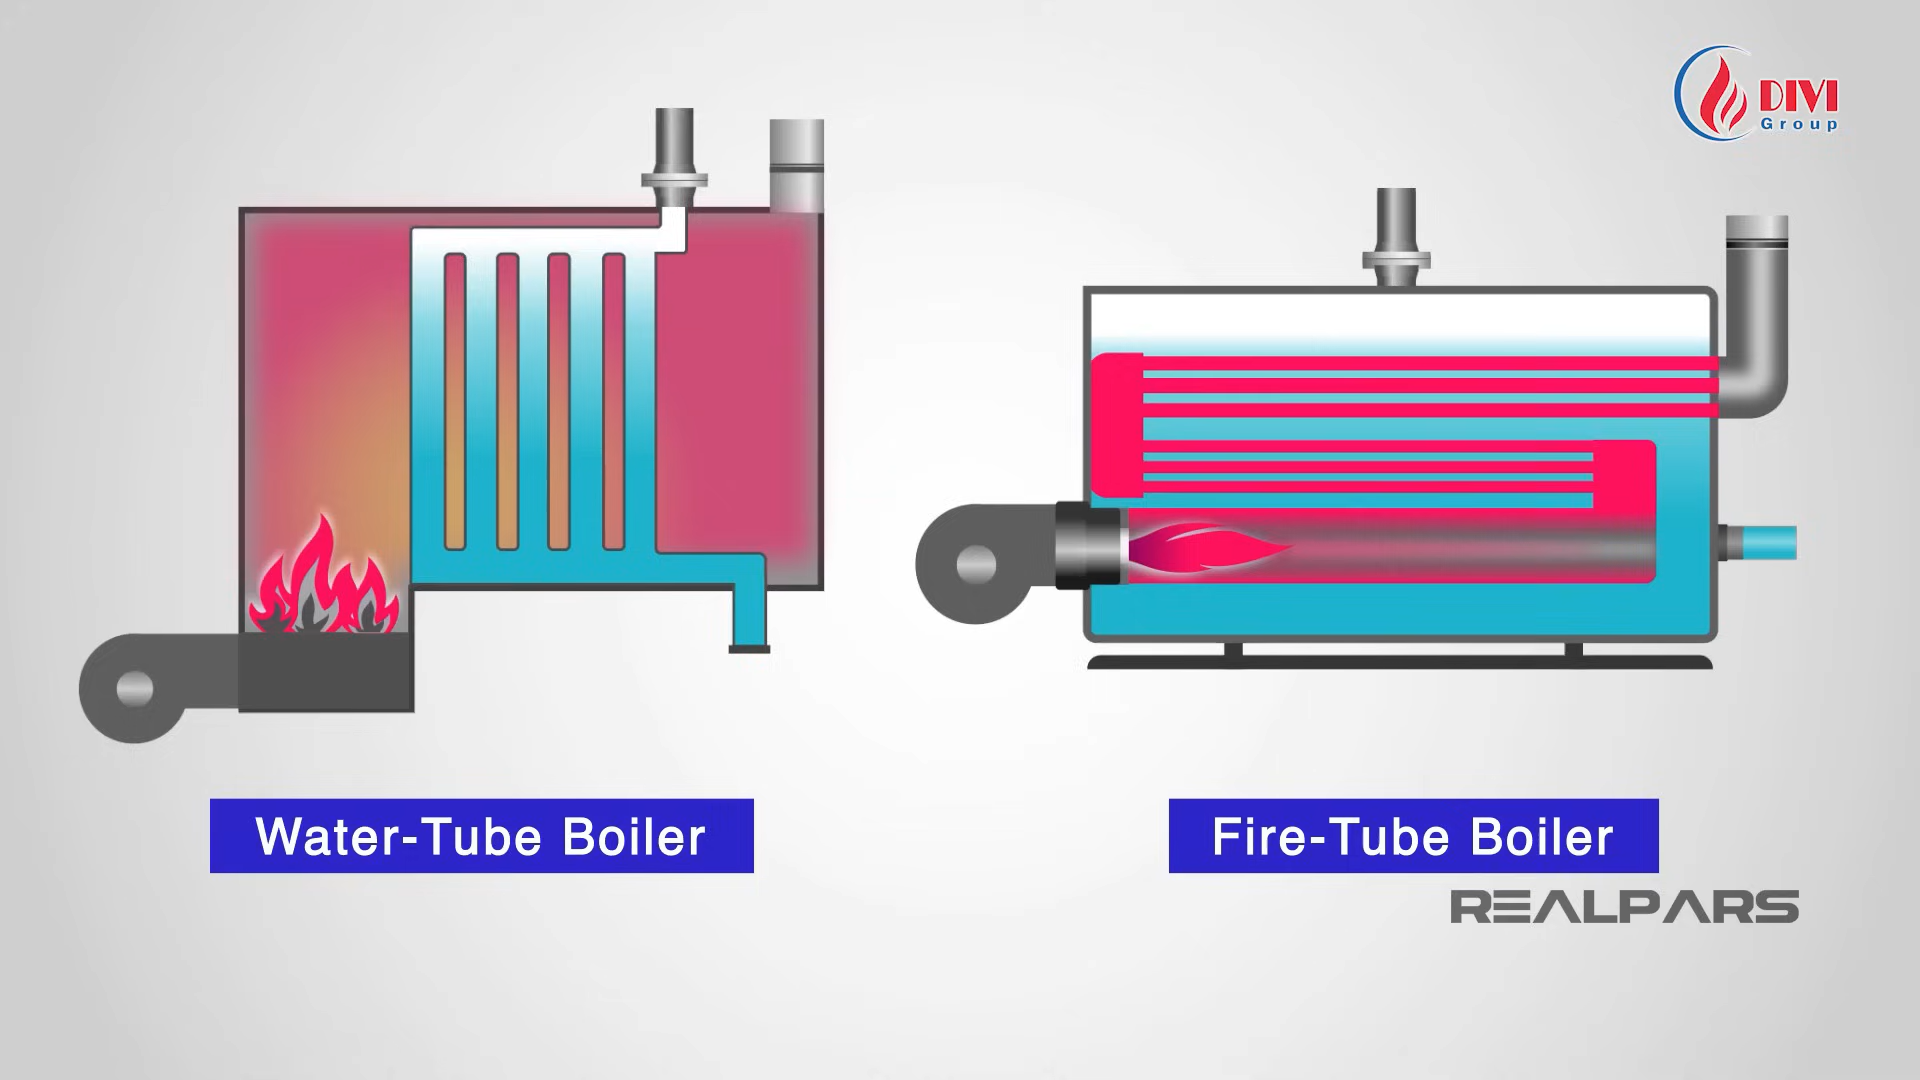 DIVI
Group
Water-Tube Boiler
Fire-Tube Boiler
REALPARS